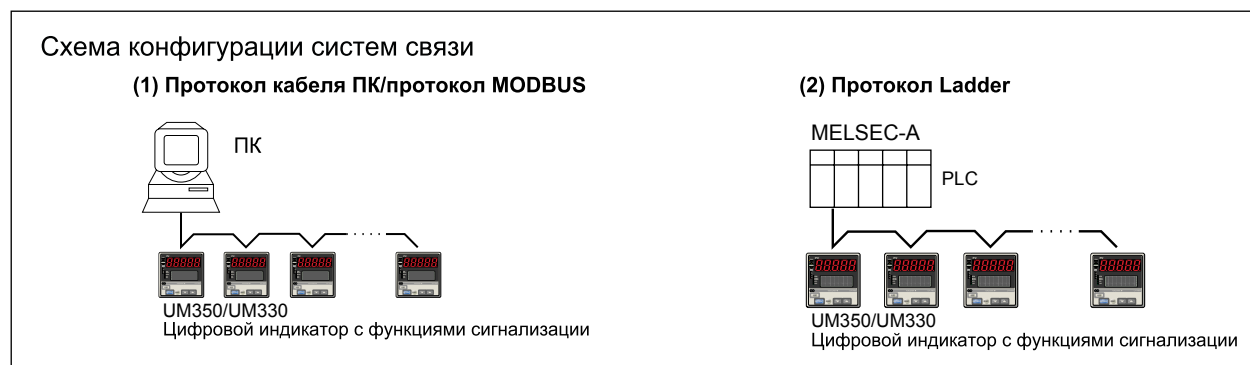 Схема конфигурации систем связи
(1) Протокол кабеля ПК/протокол MODBUS
ПК
UM350/UM330
Цифровой индикатор с функциями сигнализации
(2) Протокол Ladder
MELSEC-A
PLC
UM350/UM330
Цифровой индикатор с функциями сигнализации